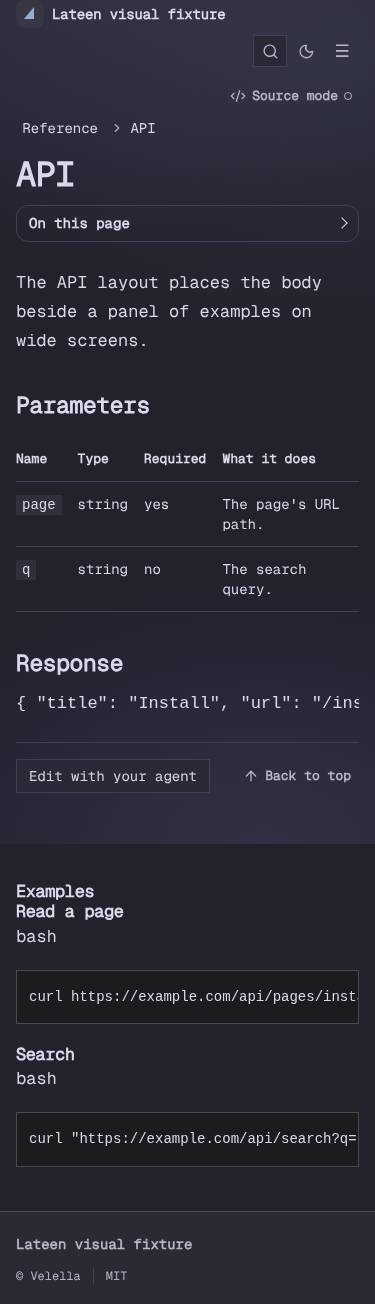 Lateen visual fixture
Source mode
Reference > API
API
On this page
The API layout places the body
beside a panel of examples on
wide screens.
Parameters
Name Type Required What it does
page string yes The page's URL
path.
q string no The search
query.
Response
{ "title": "Install", "url": "/ins
Edit with your agent
↑ Back to top
Examples
Read a page
bash
curl https://example.com/api/pages/inst
Search
bash
curl "https://example.com/api/search?q=
Lateen visual fixture
© Velella | MIT